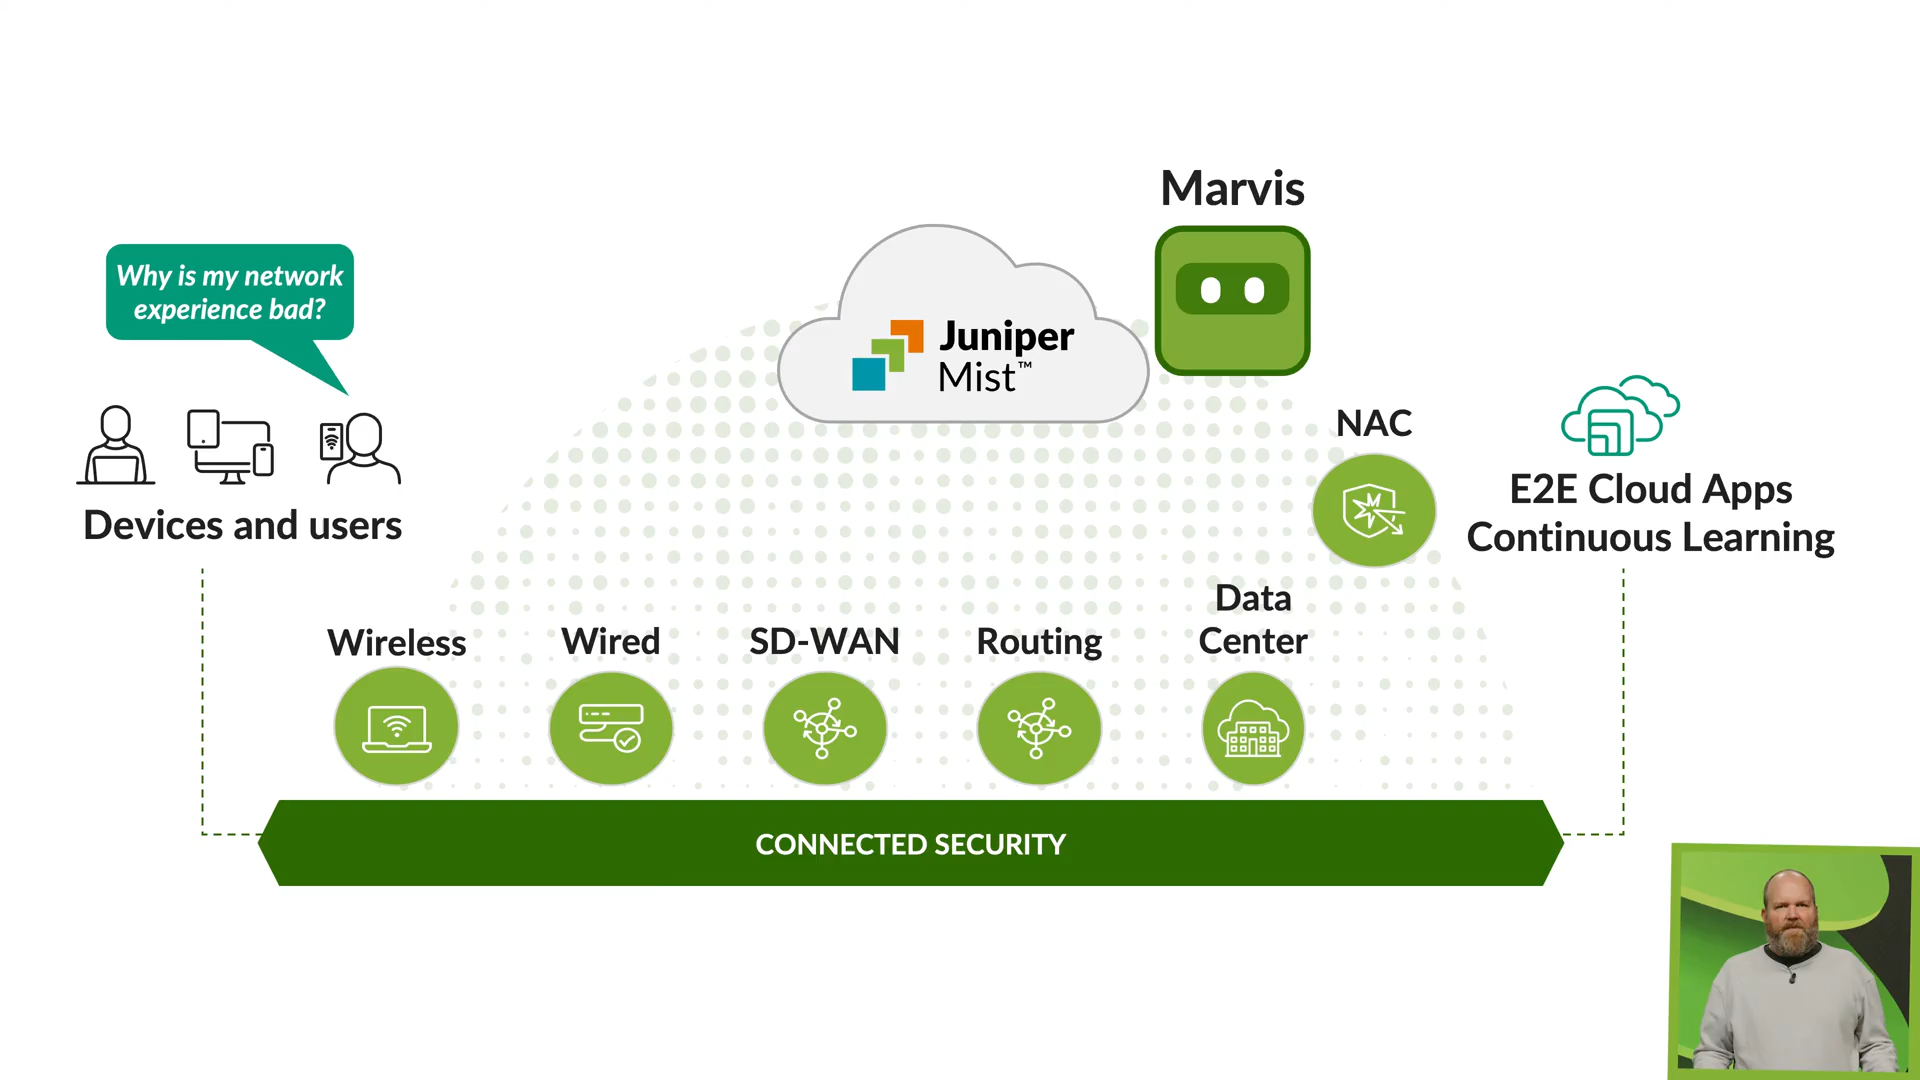 Marvis
Why is my network
experience bad?
Juniper
Mist™
NAC
E2E Cloud Apps
Continuous Learning
Devices and users
Data
Center
Wireless
Wired
SD-WAN
Routing
CONNECTED SECURITY